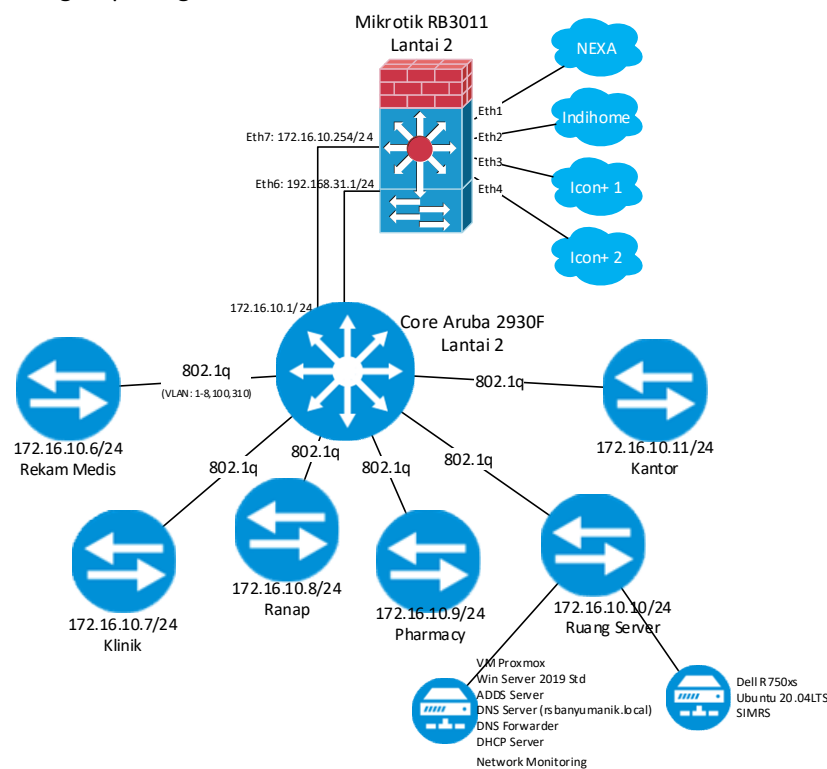 Mikrotik RB3011
Lantai 2
NEXA
Eth1
Indihome
Eth7: 172.16.10.254/24
Eth2
Eth3
Icon+ 1
Eth6: 192.168.31.1/24
Eth4
Icon+ 2
172.16.10.1/24
Core Aruba 2930F
Lantai 2
802.1q
(VLAN: 1-8,100,310)
802.1q
172.16.10.6/24
Rekam Medis
172.16.10.11/24
Kantor
802.1q
802.1q
802.1q
802.1q
172.16.10.7/24
Klinik
172.16.10.8/24
Ranap
172.16.10.9/24
Pharmacy
172.16.10.10/24
Ruang Server
VM Proxmox
Win Server 2019 Std
ADDS Server
DNS Server (rsbanyumanik.local)
DNS Forwarder
DHCP Server
Network Monitoring
Dell R750xs
Ubuntu 20.04LTS
SIMRS